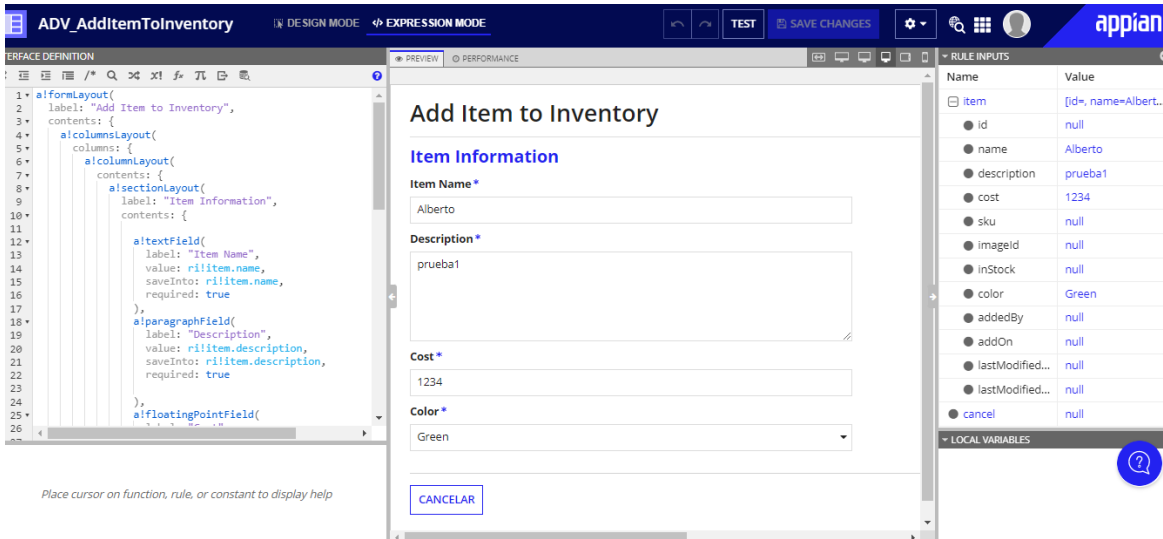 ADV_AddItemToInventory
DESIGN MODE
</> EXPRESSION MODE
TEST
SAVE CHANGES
appian
TERFACE DEFINITION
1 a!formLayout(
2 label: "Add Item to Inventory",
3 contents: {
4 a!columnsLayout(
5 columns: {
6 a!columnLayout(
7 contents: {
8 a!sectionLayout(
9 label: "Item Information",
10 contents: {
11
12 a!textField(
13 label: "Item Name",
14 value: ri!item.name,
15 saveInto: ri!item.name,
16 required: true
17 ),
18 a!paragraphField(
19 label: "Description",
20 value: ri!item.description,
21 saveInto: ri!item.description,
22 required: true
23
24 ),
25 a!floatingPointField(
26
Place cursor on function, rule, or constant to display help
PREVIEW
PERFORMANCE
Add Item to Inventory
Item Information
Item Name*
Alberto
Description*
prueba1
Cost*
1234
Color*
Green
CANCELAR
RULE INPUTS
Name Value
item [id=, name=Albert...
id null
name Alberto
description prueba1
cost 1234
sku null
imageId null
inStock null
color Green
addedBy null
addOn null
lastModified... null
lastModified... null
cancel null
LOCAL VARIABLES